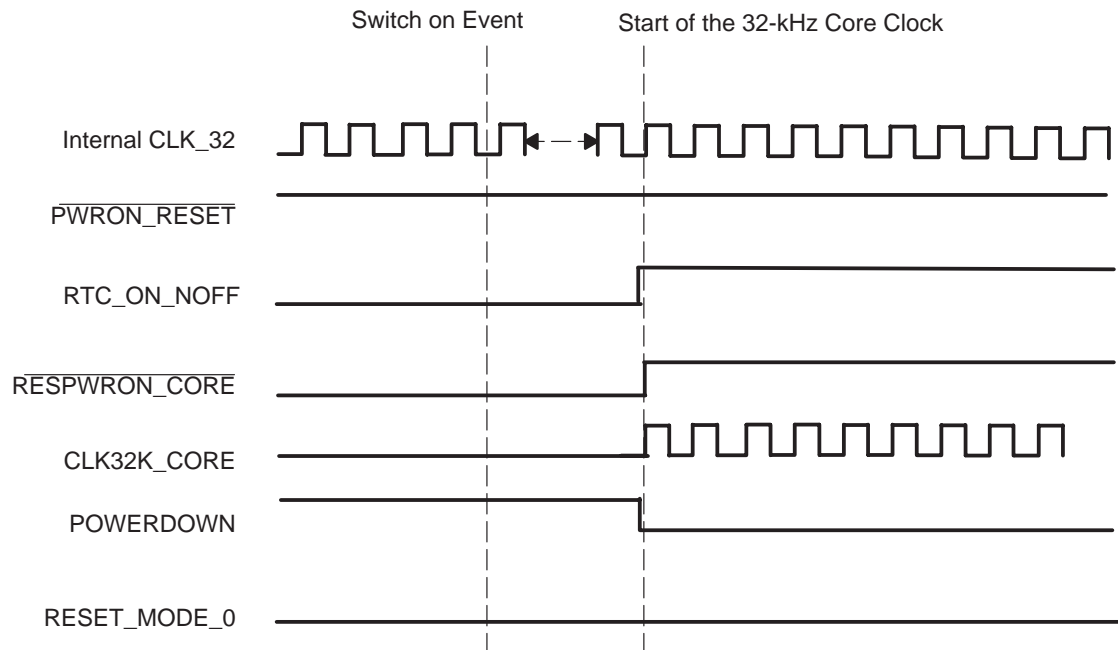 Switch on Event
Start of the 32-kHz Core Clock
Internal CLK_32
PWRON_RESET
RTC_ON_NOFF
RESPWRON_CORE
CLK32K_CORE
POWERDOWN
RESET_MODE_0